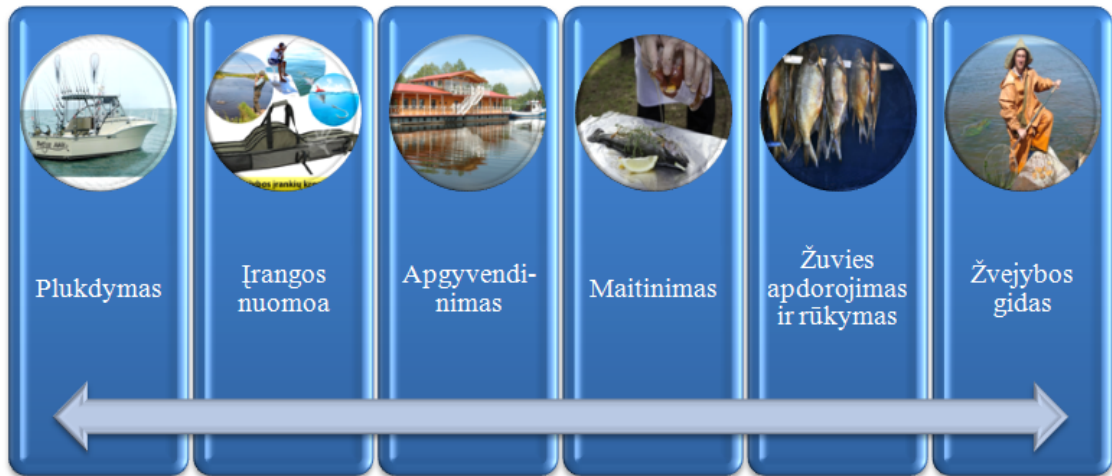 Plukdymas
Įrangos
nuomoa
Apgyvendi-
nimas
Maitinimas
Žuvies
apdorojimas
ir rūkymas
Žvejybos
gidas